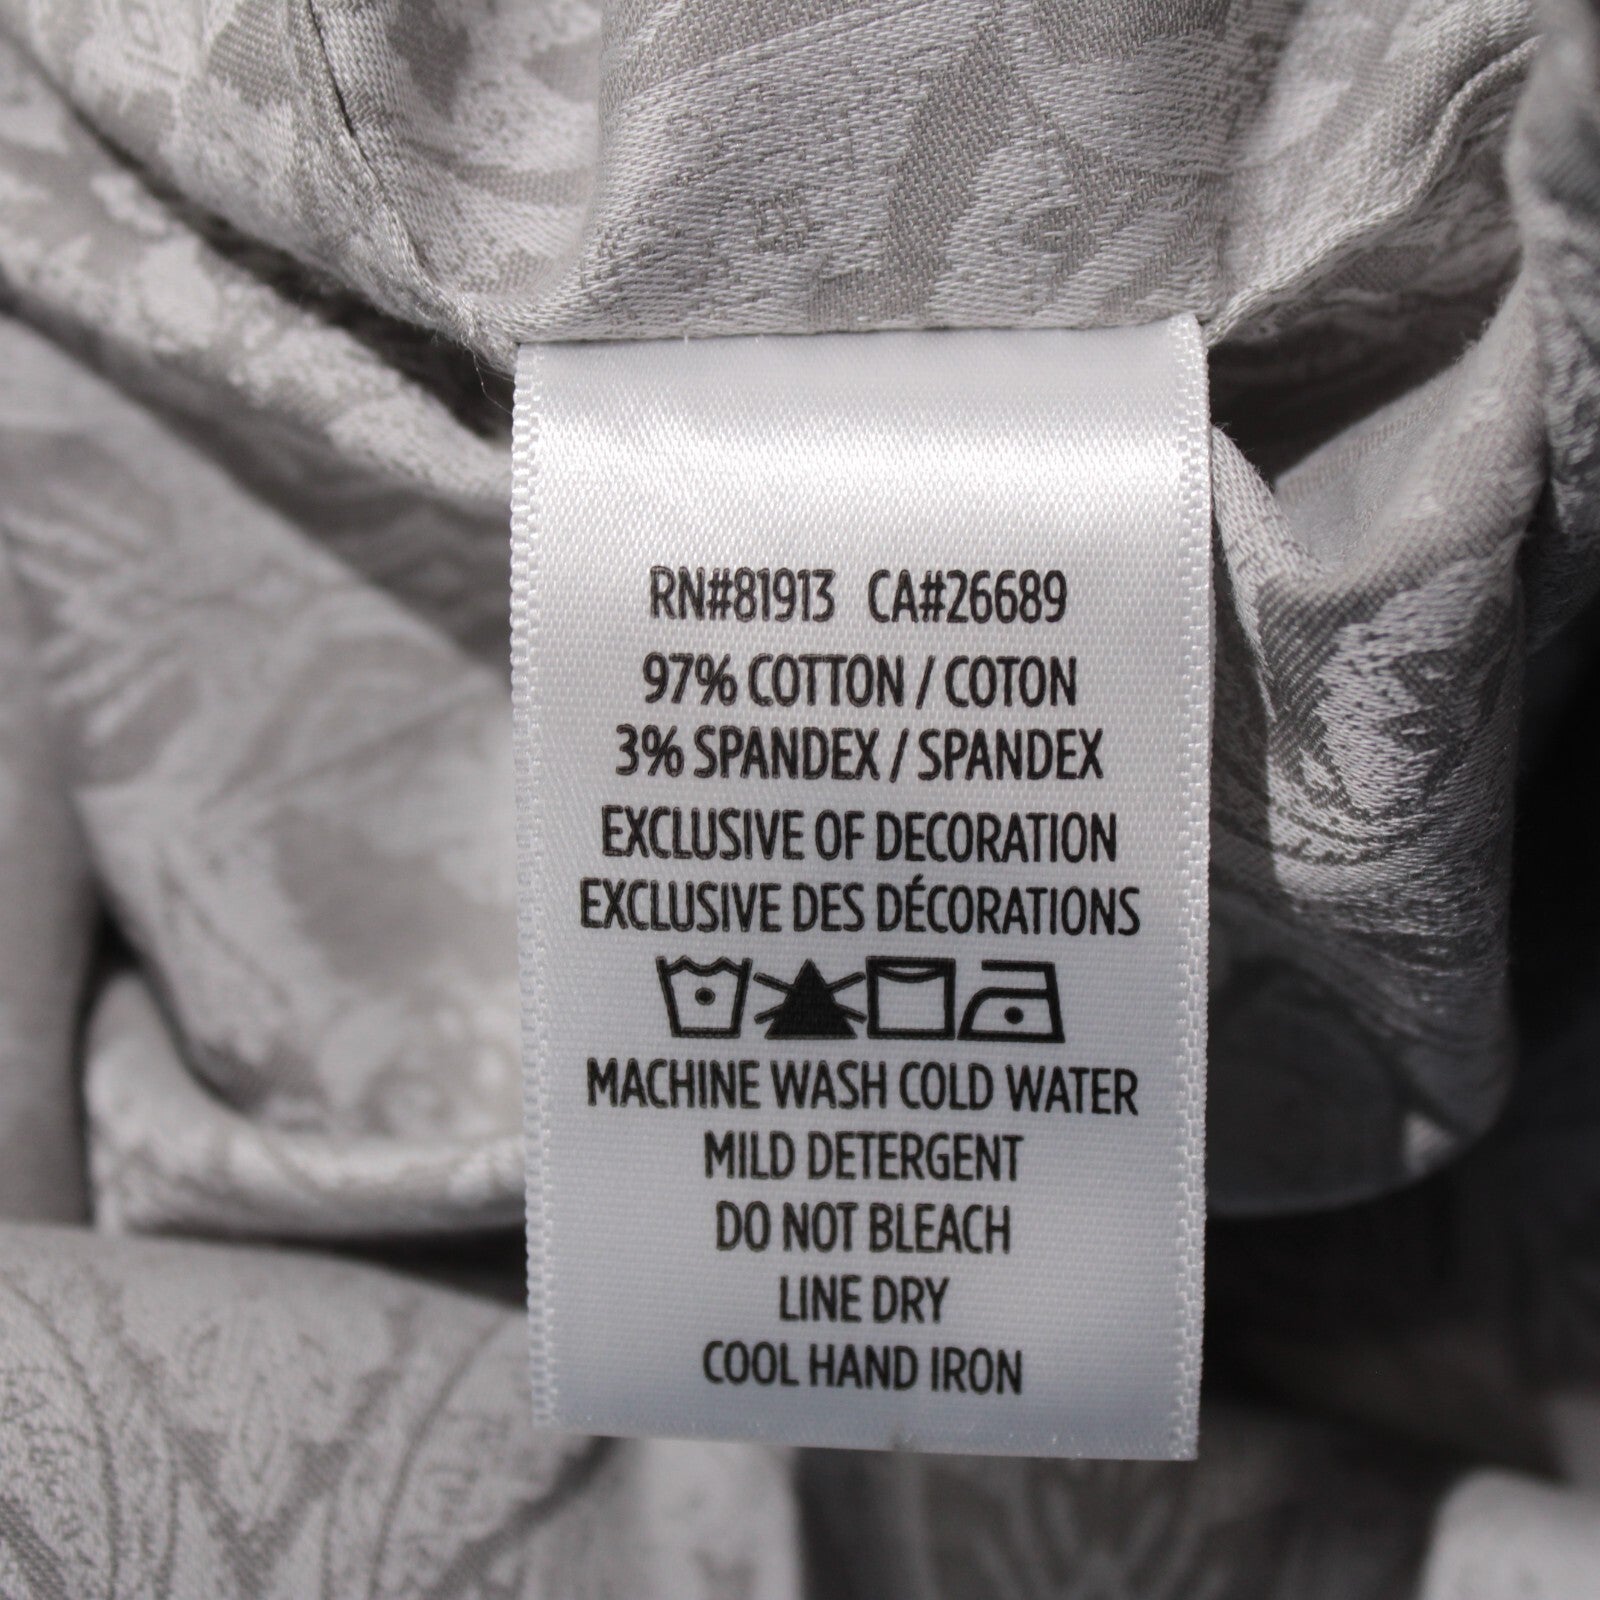 RN#81913 CA#26689
97% COTTON / COTON
3% SPANDEX / SPANDEX
EXCLUSIVE OF DECORATION
EXCLUSIVE DES DÉCORATIONS
MACHINE WASH COLD WATER
MILD DETERGENT
DO NOT BLEACH
LINE DRY
COOL HAND IRON